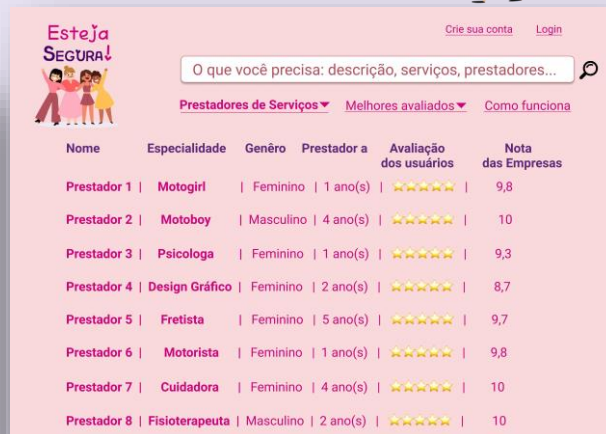 Esteja
SEGURA!
Crie sua conta Login
O que você precisa: descrição, serviços, prestadores...
Prestadores de Serviços▼ Melhores avaliados▼ Como funciona
Nome Especialidade Genêro Prestador a Avaliação dos usuários Nota das Empresas
Prestador 1 | Motogirl | Feminino | 1 ano(s) | | 9,8
Prestador 2 | Motoboy | Masculino | 4 ano(s) | | 10
Prestador 3 | Psicologa | Feminino | 1 ano(s) | | 9,3
Prestador 4 | Design Gráfico | Feminino | 2 ano(s) | | 8,7
Prestador 5 | Fretista | Feminino | 5 ano(s) | | 9,7
Prestador 6 | Motorista | Feminino | 1 ano(s) | | 9,8
Prestador 7 | Cuidadora | Feminino | 4 ano(s) | | 10
Prestador 8 | Fisioterapeuta | Masculino | 2 ano(s) | | 10